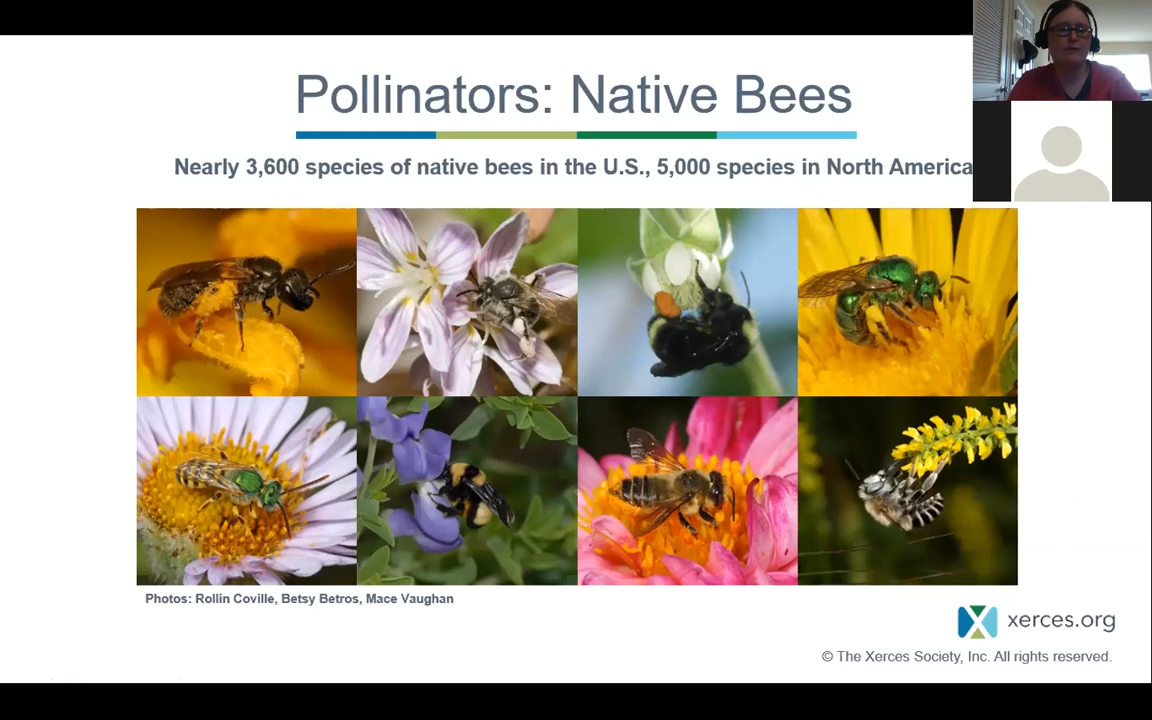 Pollinators: Native Bees
Nearly 3,600 species of native bees in the U.S., 5,000 species in North America
Photos: Rollin Coville, Betsy Betros, Mace Vaughan
xerces.org
© The Xerces Society, Inc. All rights reserved.